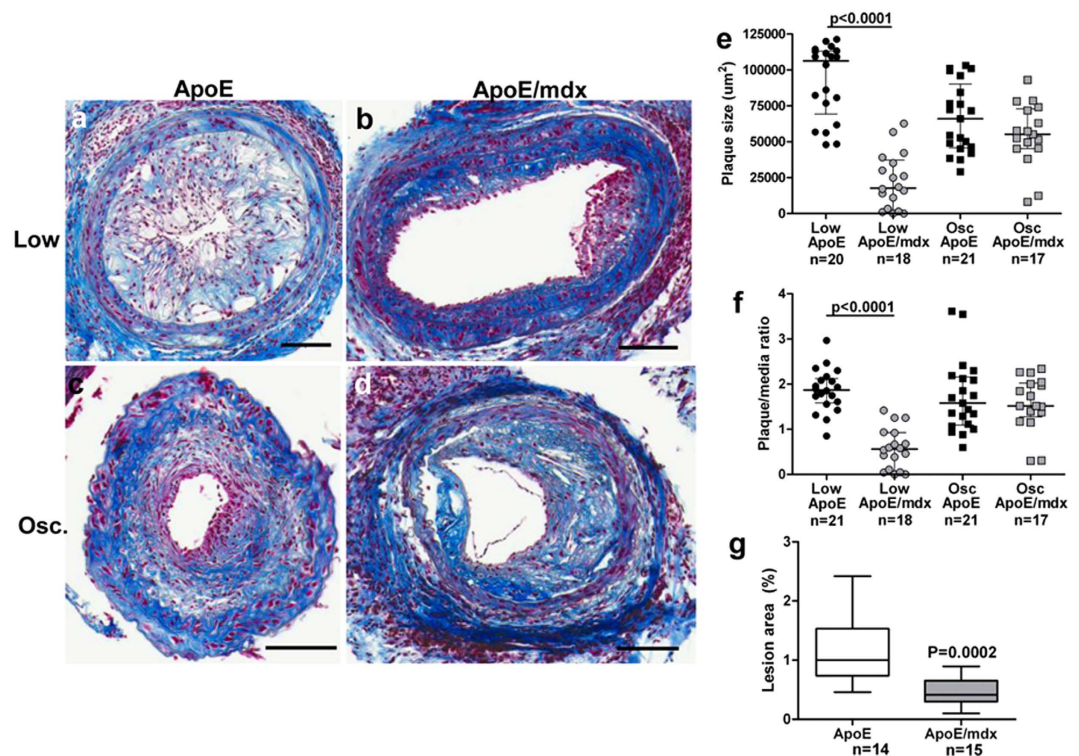 ApoE
ApoE/mdx
a
b
Low
c
d
Osc.
e
p<0.0001
125000
100000
75000
50000
25000
0
Plaque size (um²)
Low
ApoE
n=20
Low
ApoE/mdx
n=18
Osc
ApoE
n=21
Osc
ApoE/mdx
n=17
f
p<0.0001
4
3
2
1
0
Plaque/media ratio
Low
ApoE
n=21
Low
ApoE/mdx
n=18
Osc
ApoE
n=21
Osc
ApoE/mdx
n=17
g
3
2
1
0
Lesion area (%)
P=0.0002
ApoE
n=14
ApoE/mdx
n=15